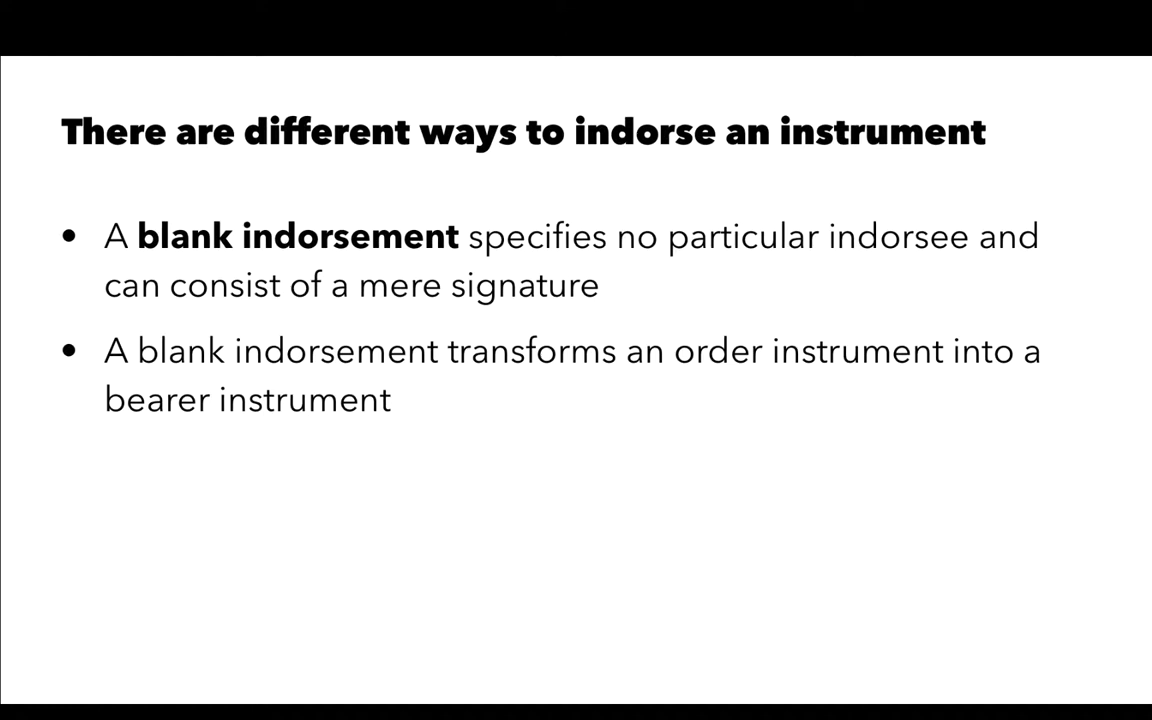 There are different ways to indorse an instrument
• A blank indorsement specifies no particular indorsee and
can consist of a mere signature
• A blank indorsement transforms an order instrument into a
bearer instrument